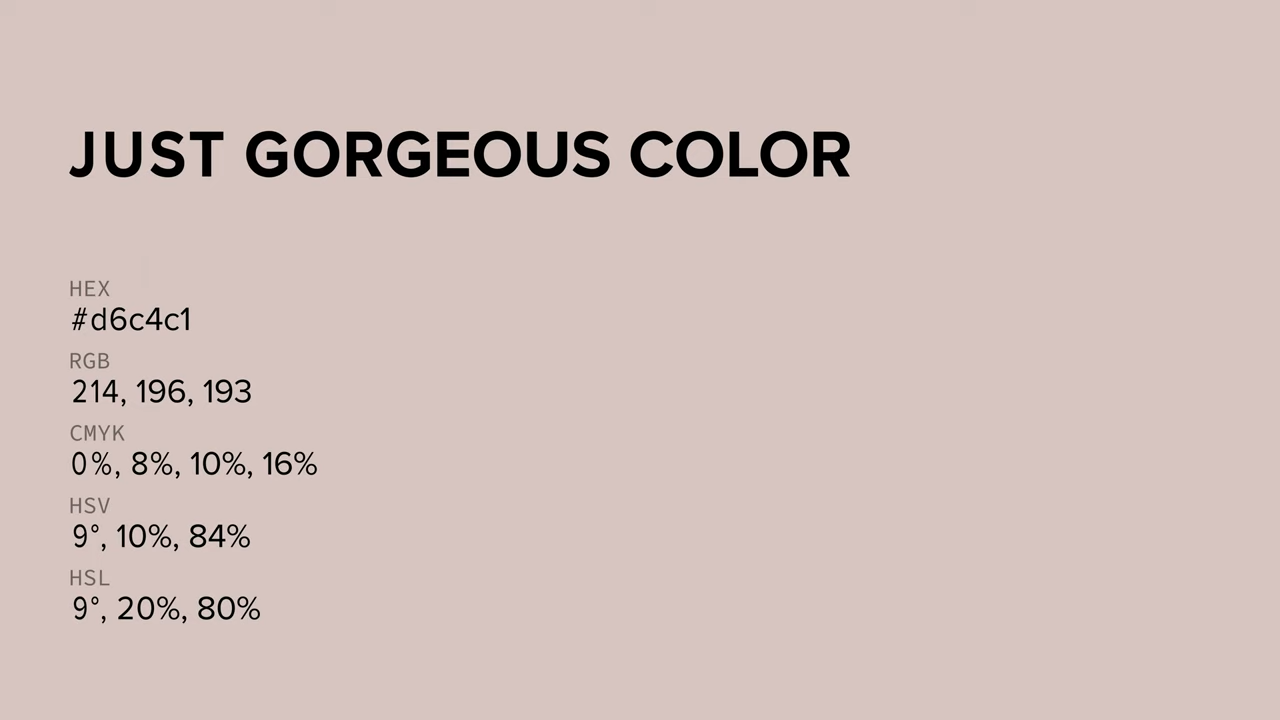 JUST GORGEOUS COLOR
HEX
#d6c4c1
RGB
214, 196, 193
CMYK
0%, 8%, 10%, 16%
HSV
9°, 10%, 84%
HSL
9°, 20%, 80%